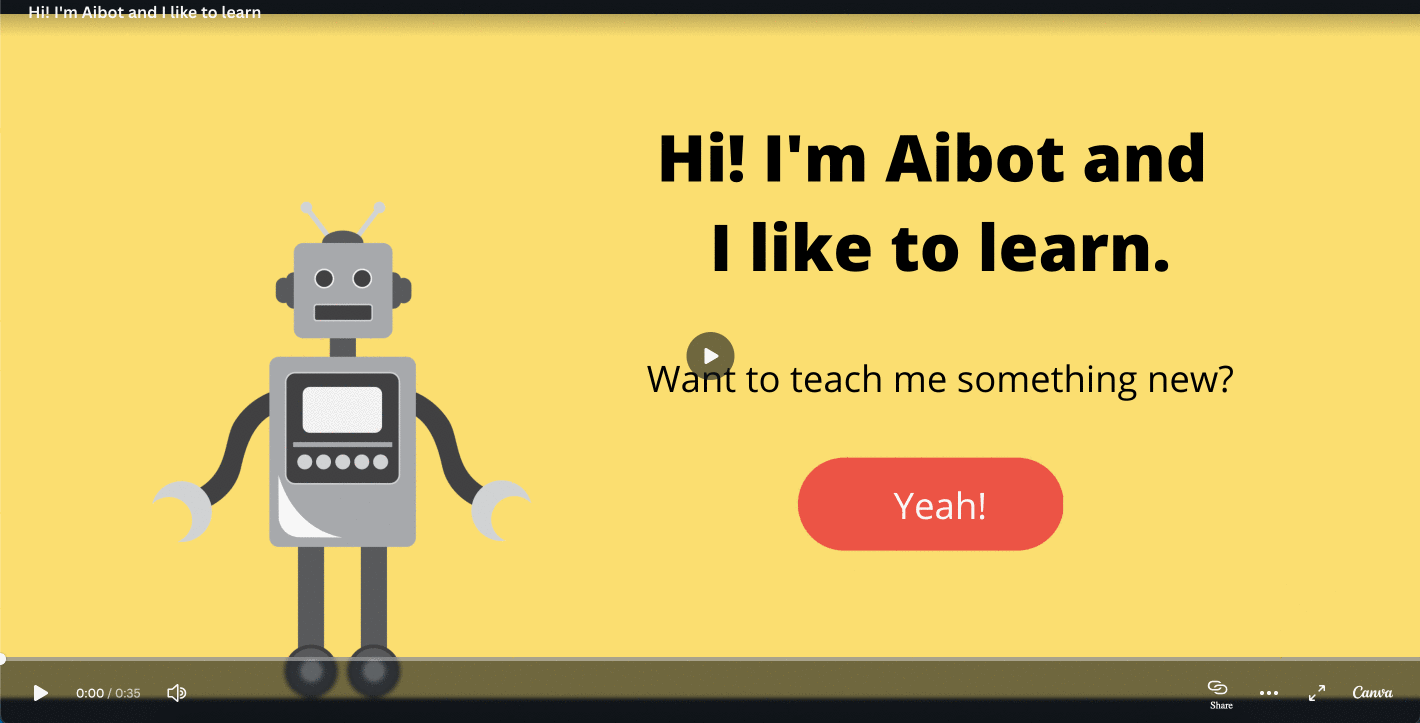 Hi! I'm Aibot and I like to learn
Hi! I'm Aibot and
I like to learn.
Want to teach me something new?
Yeah!
0:00 / 0:35
Share
Canva